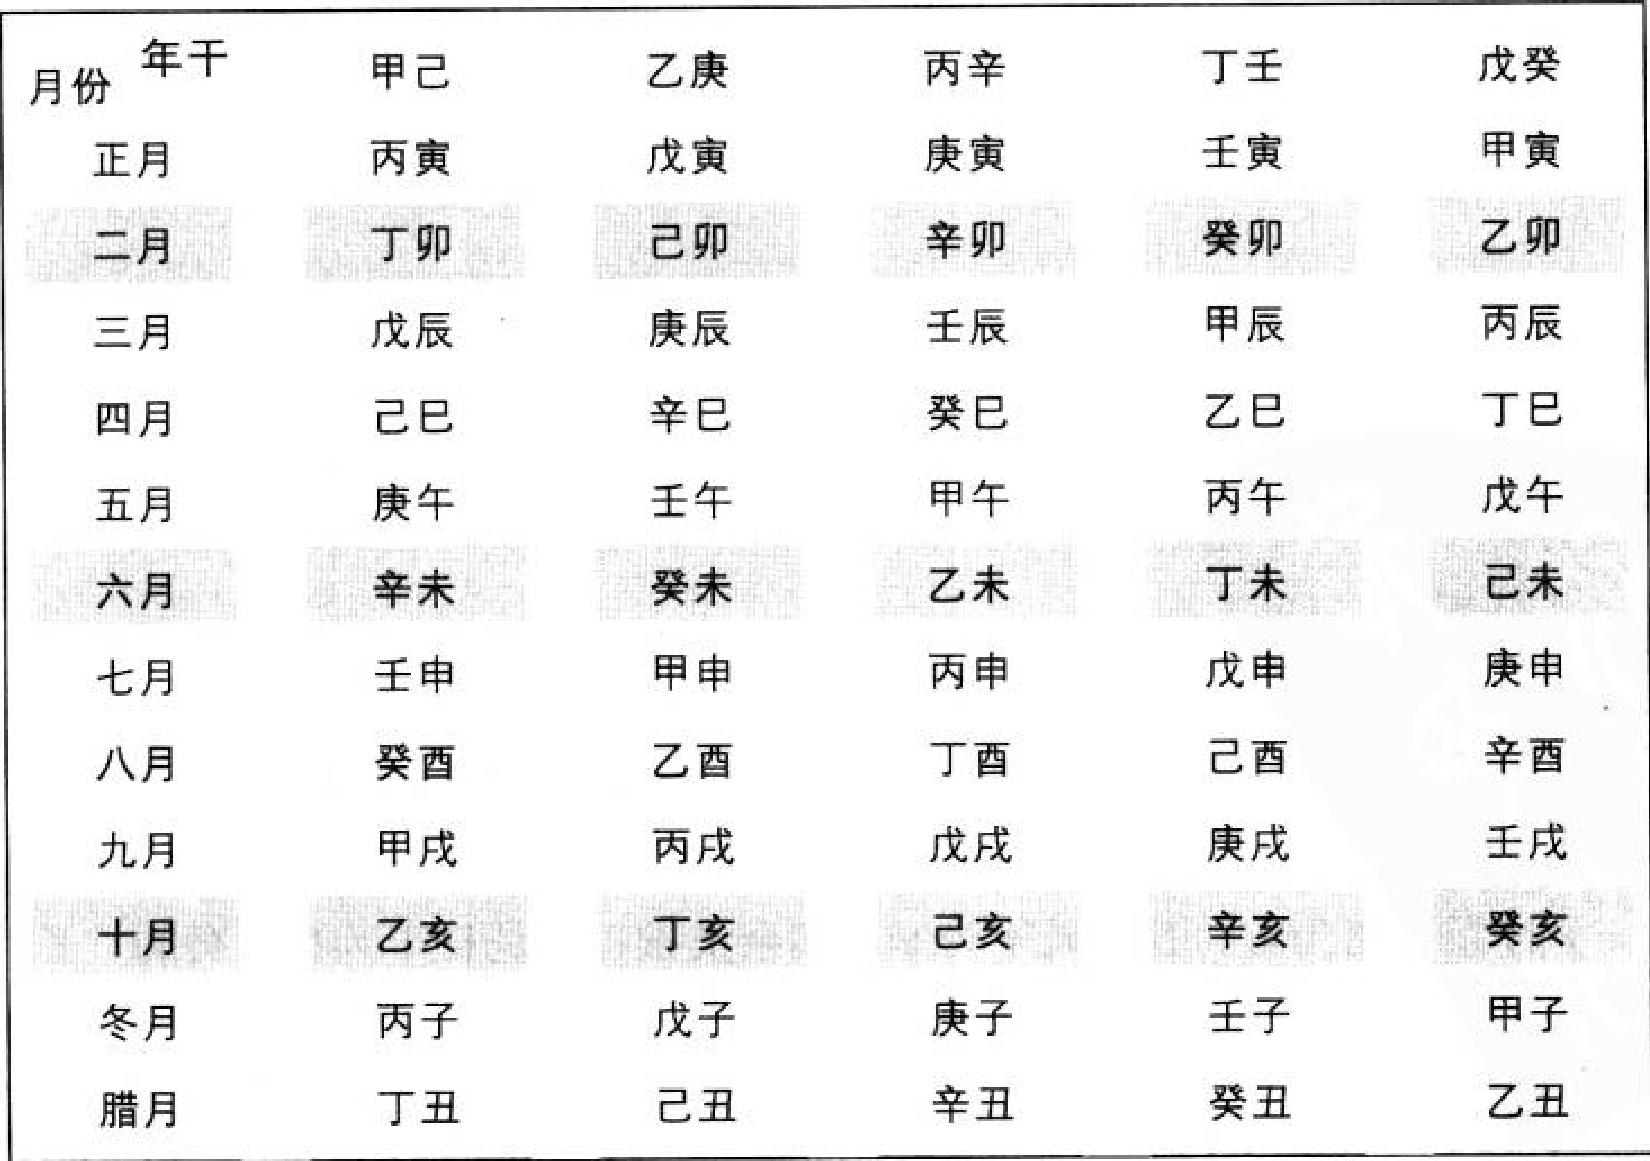 月份 年干 甲己 乙庚 丙辛 丁壬 戊癸
正月 丙寅 戊寅 庚寅 壬寅 甲寅
二月 丁卯 己卯 辛卯 癸卯 乙卯
三月 戊辰 庚辰 壬辰 甲辰 丙辰
四月 己巳 辛巳 癸巳 乙巳 丁巳
五月 庚午 壬午 甲午 丙午 戊午
六月 辛未 癸未 乙未 丁未 己未
七月 壬申 甲申 丙申 戊申 庚申
八月 癸酉 乙酉 丁酉 己酉 辛酉
九月 甲戌 丙戌 戊戌 庚戌 壬戌
十月 乙亥 丁亥 己亥 辛亥 癸亥
冬月 丙子 戊子 庚子 壬子 甲子
腊月 丁丑 己丑 辛丑 癸丑 乙丑